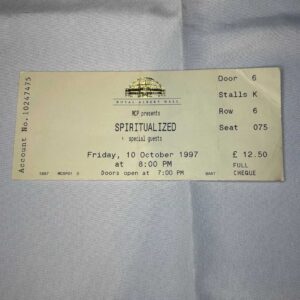 Account No.10247475
ROYAL ALBERT HALL
MCP presents
SPIRITUALIZED
special guests
Friday, 10 October 1997
at 8:00 PM
Doors open at 7:00 PM
Door 6
Stalls K
Row 6
Seat 075
£ 12.50
FULL
CHEQUE